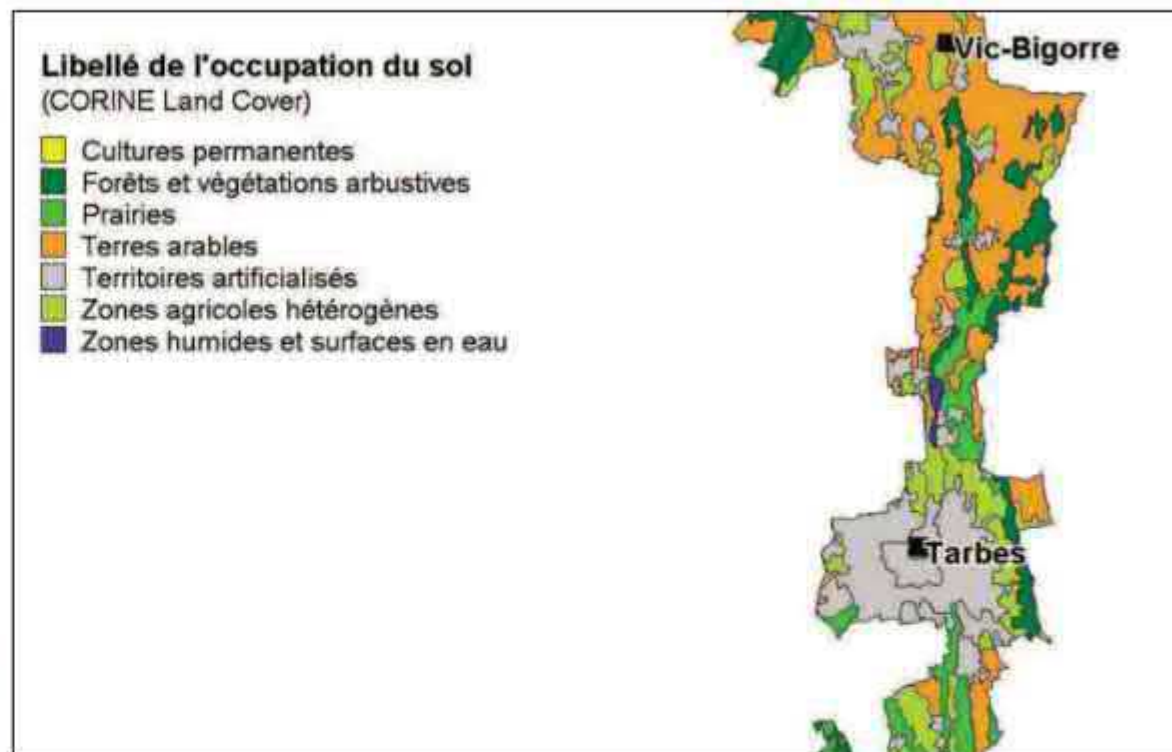 Libellé de l'occupation du sol
(CORINE Land Cover)
Cultures permanentes
Forêts et végétations arbustives
Prairies
Terres arables
Territoires artificialisés
Zones agricoles hétérogènes
Zones humides et surfaces en eau
Vic-Bigorre
Tarbes